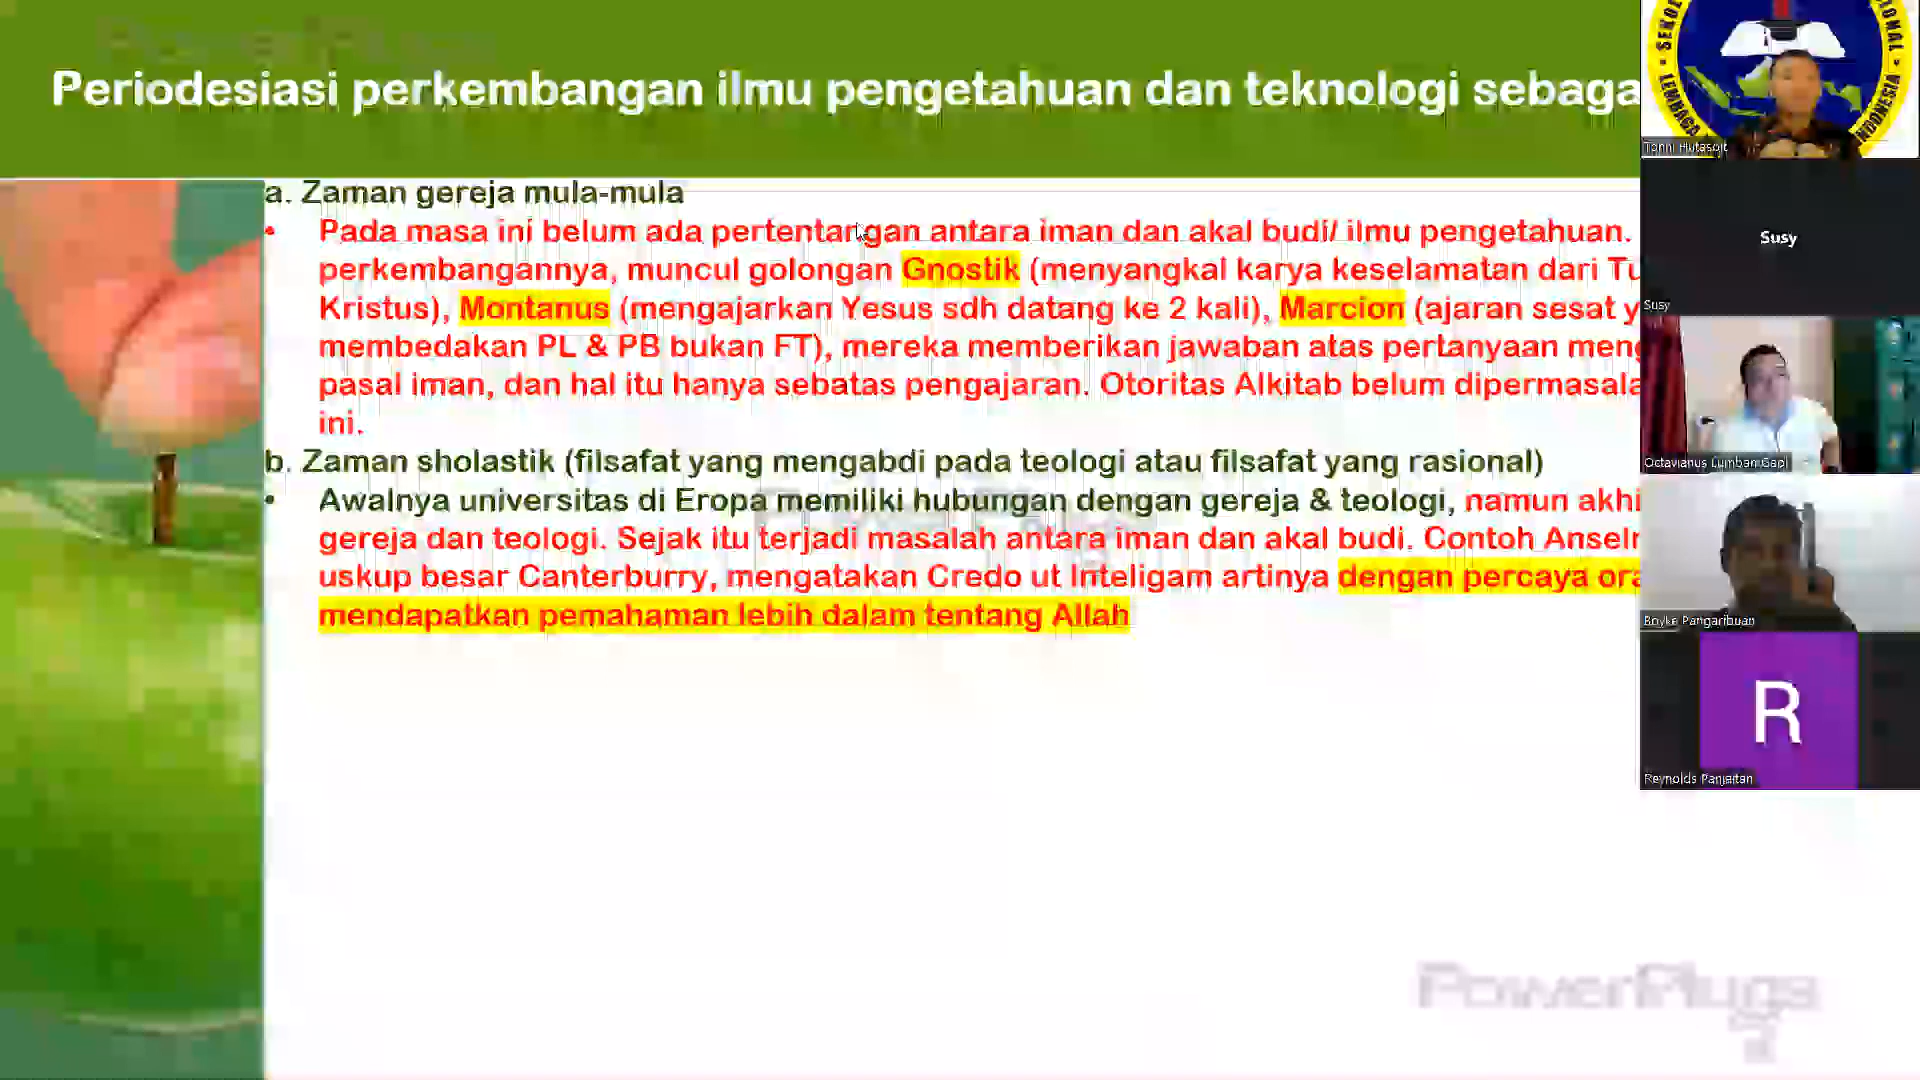 Periodesiasi perkembangan ilmu pengetahuan dan teknologi sebaga
a. Zaman gereja mula-mula
• Pada masa ini belum ada pertentangan antara iman dan akal budi/ ilmu pengetahuan.
perkembangannya, muncul golongan Gnostik (menyangkal karya keselamatan dari Tu
Kristus), Montanus (mengajarkan Yesus sdh datang ke 2 kali), Marcion (ajaran sesat y
membedakan PL & PB bukan FT), mereka memberikan jawaban atas pertanyaan meng
pasal iman, dan hal itu hanya sebatas pengajaran. Otoritas Alkitab belum dipermasala
ini.
b. Zaman sholastik (filsafat yang mengabdi pada teologi atau filsafat yang rasional)
• Awalnya universitas di Eropa memiliki hubungan dengan gereja & teologi, namun akhi
gereja dan teologi. Sejak itu terjadi masalah antara iman dan akal budi. Contoh Anselm
uskup besar Canterburry, mengatakan Credo ut Inteligam artinya dengan percaya ora
mendapatkan pemahaman lebih dalam tentang Allah
PowerPlugs
LEMBAGA
Tonni Hutasoit
Susy
Susy
Octavianus Lumban Gaol
Boyke Pangaribuan
R
Reynolds Panjaitan